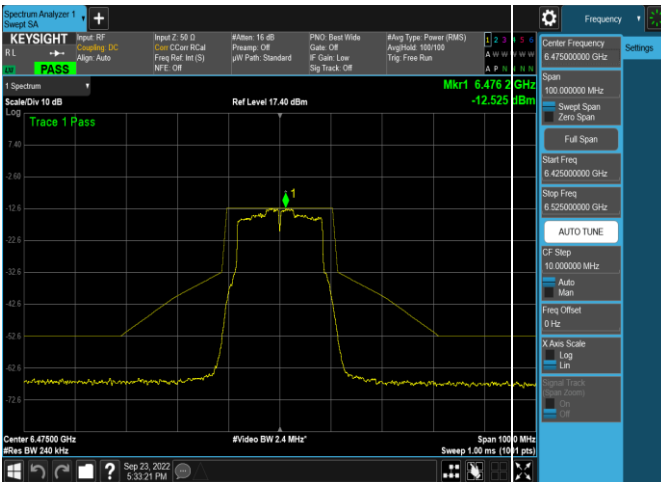 Spectrum Analyzer 1
Swept SA
KEYSIGHT
R L
LW
PASS
Input: RF
Coupling: DC
Align: Auto
Input Z: 50 Ω
Corr CCorr RCal
Freq Ref: Int (S)
NFE: Off
#Atten: 16 dB
Preamp: Off
µW Path: Standard
PNO: Best Wide
Gate: Off
IF Gain: Low
Sig Track: Off
#Avg Type: Power (RMS)
Avg|Hold: 100/100
Trig: Free Run
1 2 3 4 5 6
A W W W W W
A P N N N N
1 Spectrum
Scale/Div 10 dB
Log
Ref Level 17.40 dBm
Mkr1 6.476 2 GHz
-12.525 dBm
Trace 1 Pass
1
7.40
-2.60
-12.6
-22.6
-32.6
-42.6
-52.6
-62.6
-72.6
Center 6.47500 GHz
#Res BW 240 kHz
#Video BW 2.4 MHz*
Span 100.0 MHz
Sweep 1.00 ms (1001 pts)
Sep 23, 2022
5:33:21 PM
Frequency
Settings
Center Frequency
6.475000000 GHz
Span
100.000000 MHz
Swept Span
Zero Span
Full Span
Start Freq
6.425000000 GHz
Stop Freq
6.525000000 GHz
AUTO TUNE
CF Step
10.000000 MHz
Auto
Man
Freq Offset
0 Hz
X Axis Scale
Log
Lin
Signal Track
(Span Zoom)
On
Off